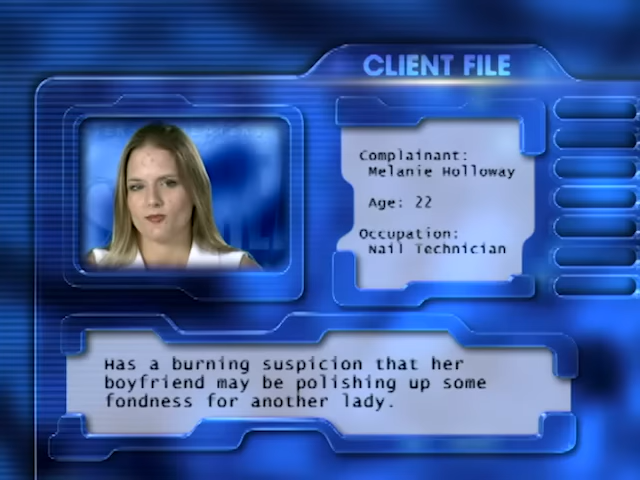 CLIENT FILE
Complainant:
Melanie Holloway
Age: 22
Occupation:
Nail Technician
Has a burning suspicion that her
boyfriend may be polishing up some
fondness for another lady.